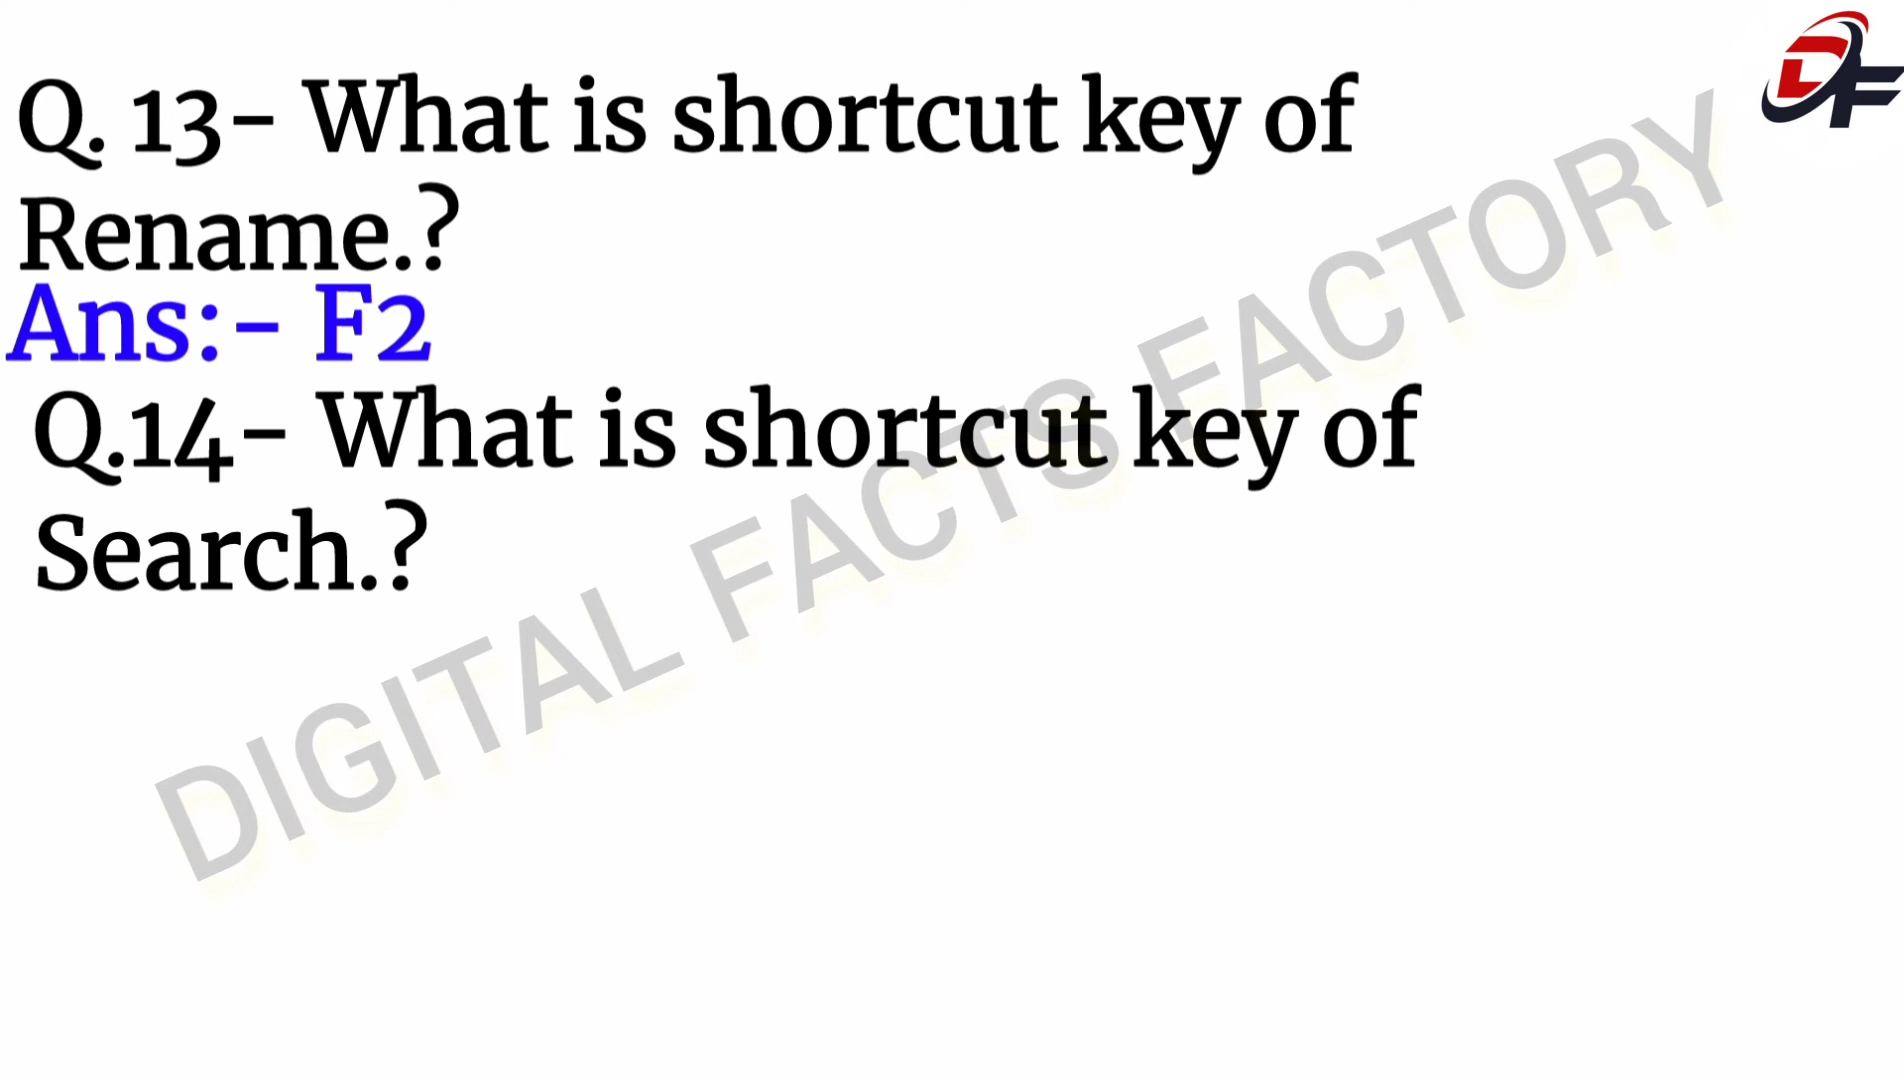 Q. 13- What is shortcut key of
Rename.?
Ans:- F2
Q.14- What is shortcut key of
Search.?
DIGITAL FACTS FACTORY
DF